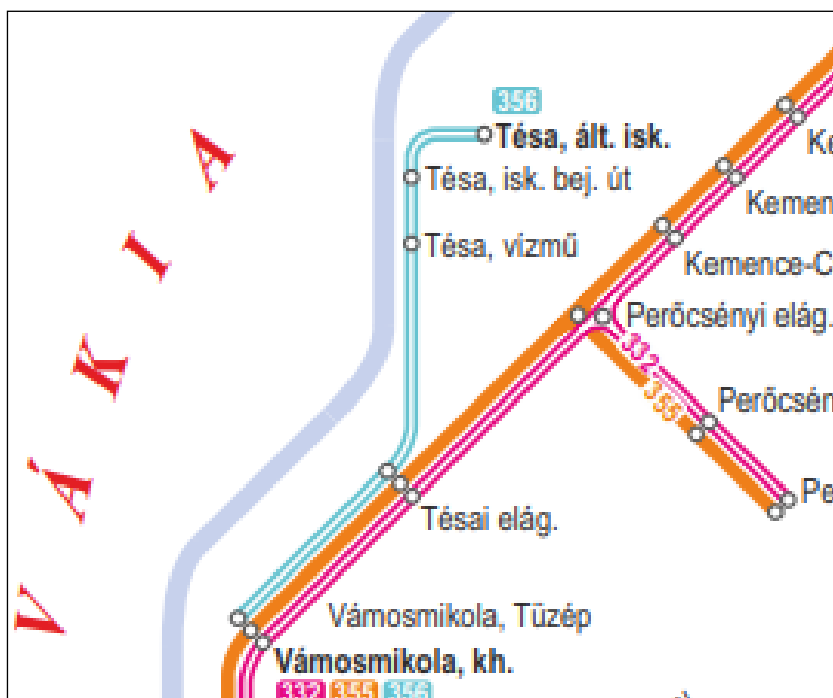 356
Tésa, ált. isk.
Tésa, isk. bej. út
Tésa, vízmű
VÁKIA
Perőcsényi elág.
332
355
Tésai elág.
Vámosmikola, Tüzép
Vámosmikola, kh.
332 355 356